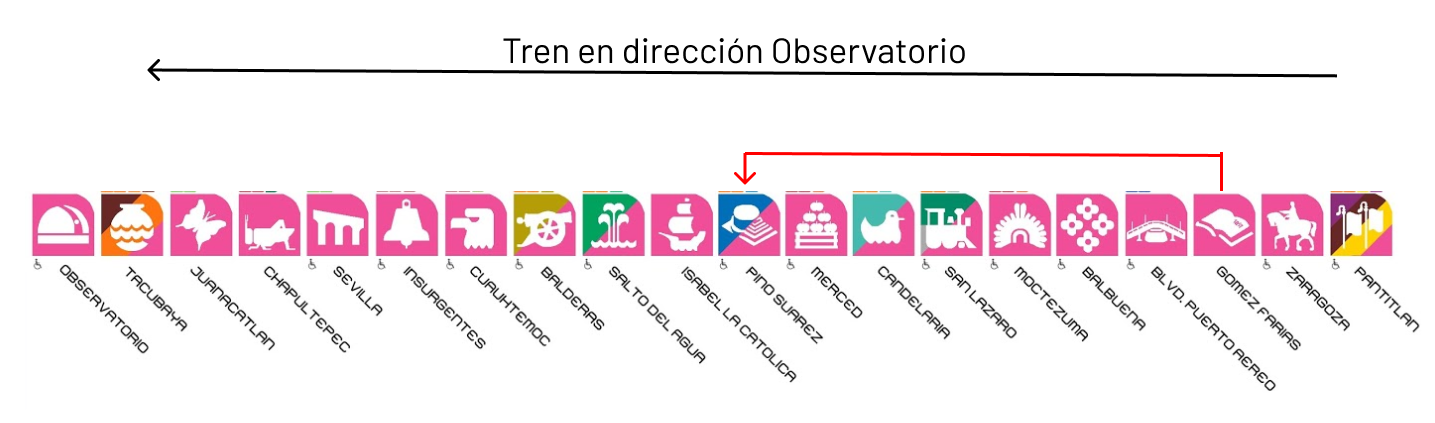 Tren en dirección Observatorio
OBSERVATORIO
TACUBAYA
JUANACATLAN
CHAPULTEPEC
SEVILLA
INSURGENTES
CUAUHTEMOC
BALDERAS
SALTO DEL AGUA
ISABEL LA CATOLICA
PINO SUAREZ
MERCED
CANDELARIA
SAN LAZARO
MOCTEZUMA
BALBUENA
BLVD. PUERTO AEREO
GOMEZ FARIAS
ZARAGOZA
PANTITLAN